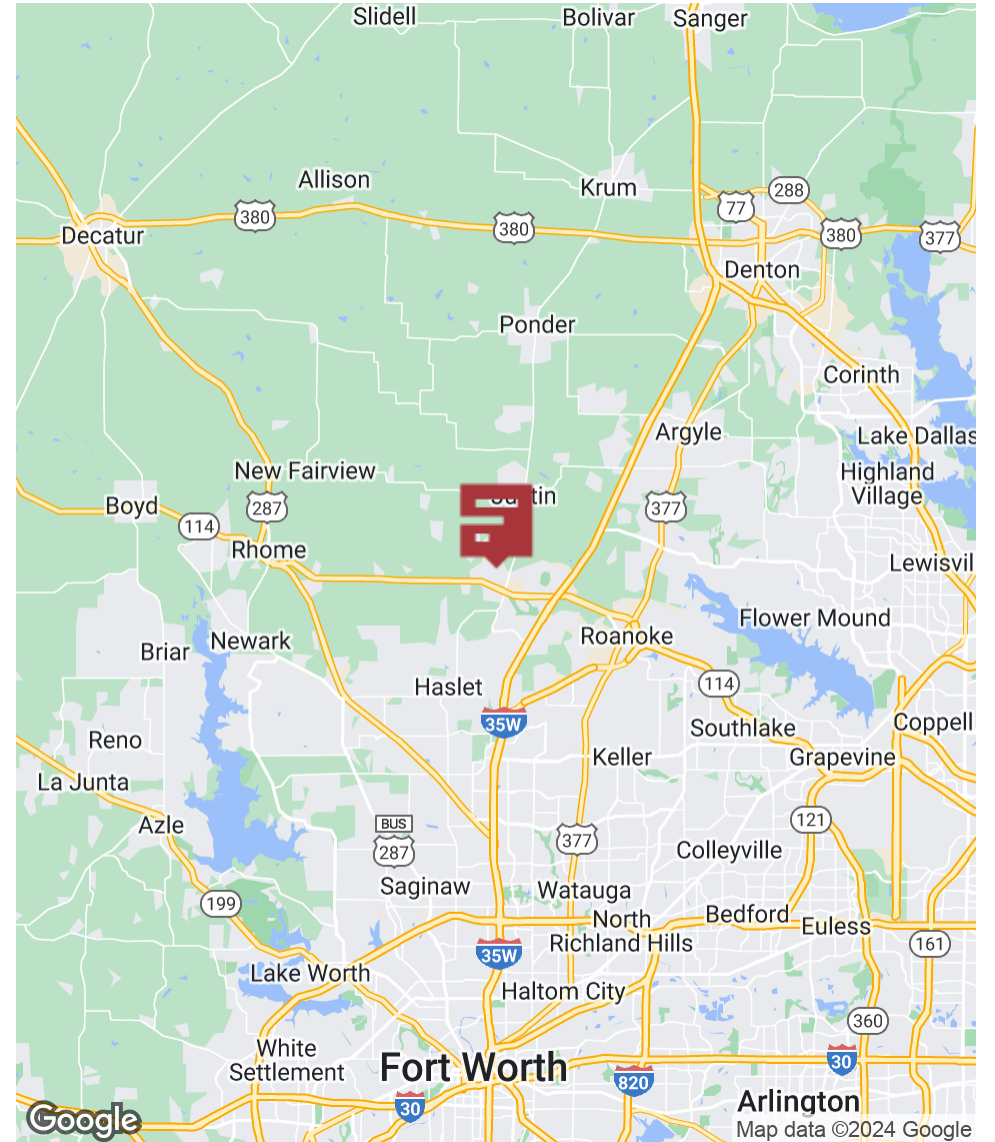 Slidell
Bolivar
Sanger
Allison
Krum
288
77
380
380
380
377
Decatur
Denton
Ponder
Corinth
Argyle
Lake Dallas
New Fairview
Highland
Village
Boyd
287
377
114
Rhome
Lewisvil
Flower Mound
Roanoke
Newark
Briar
Haslet
114
35W
Southlake
Coppell
Reno
Keller
Grapevine
La Junta
Azle
BUS
287
377
121
Colleyville
Saginaw
Watauga
199
North
Richland Hills
Bedford
Euless
161
35W
Lake Worth
Haltom City
360
White
Settlement
Fort Worth
30
820
30
Arlington
Google
Map data ©2024 Google